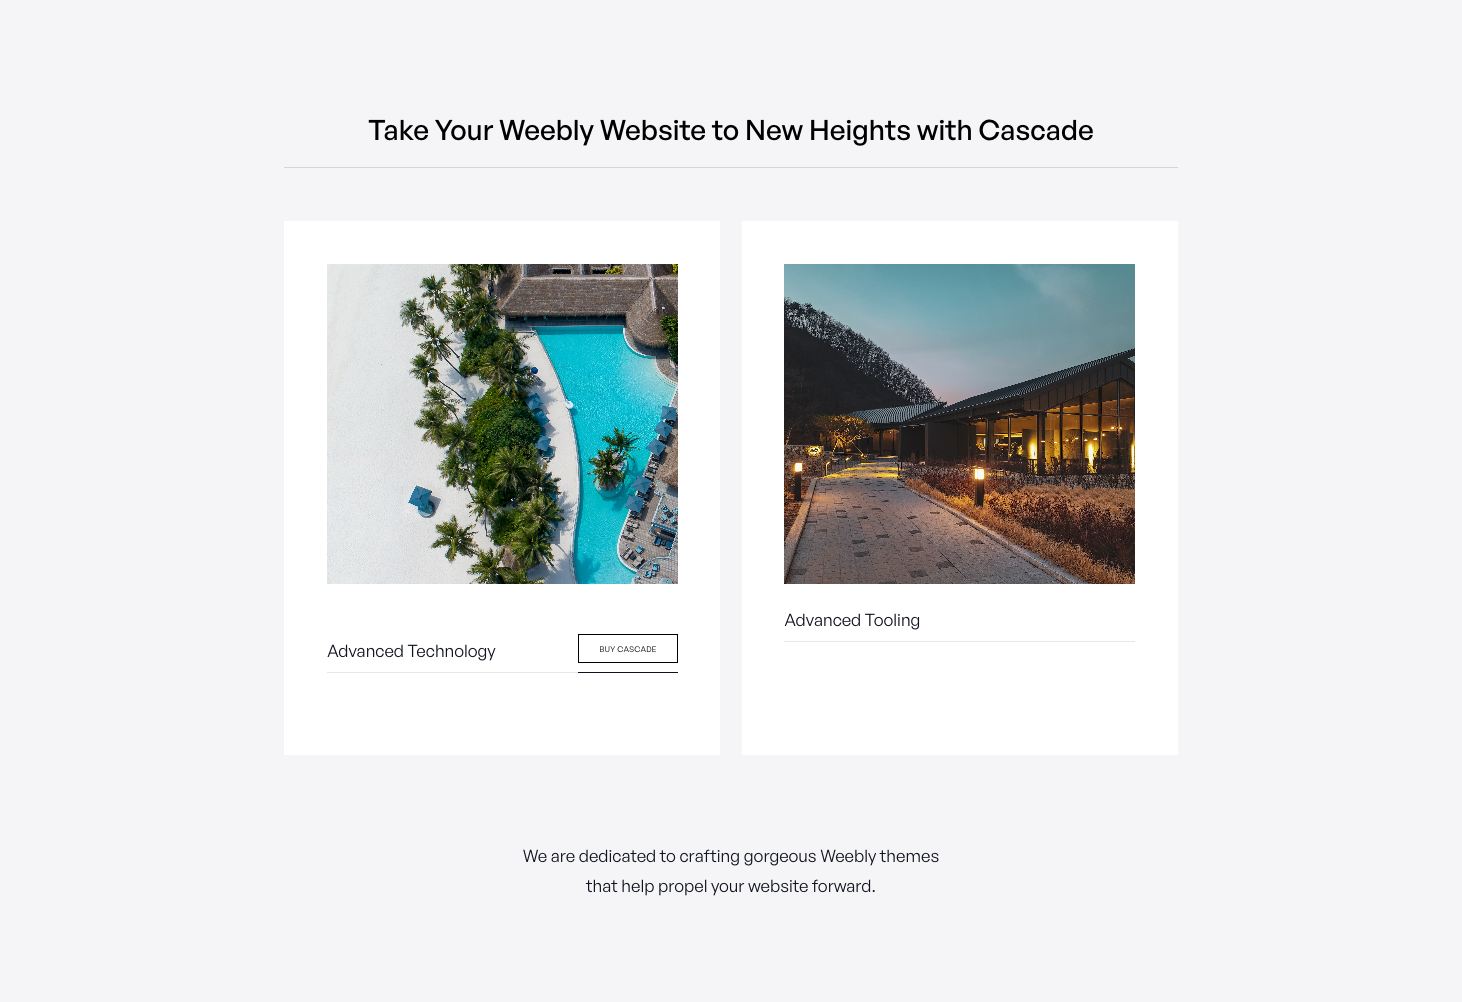 Take Your Weebly Website to New Heights with Cascade
Advanced Technology
BUY CASCADE
Advanced Tooling
We are dedicated to crafting gorgeous Weebly themes
that help propel your website forward.